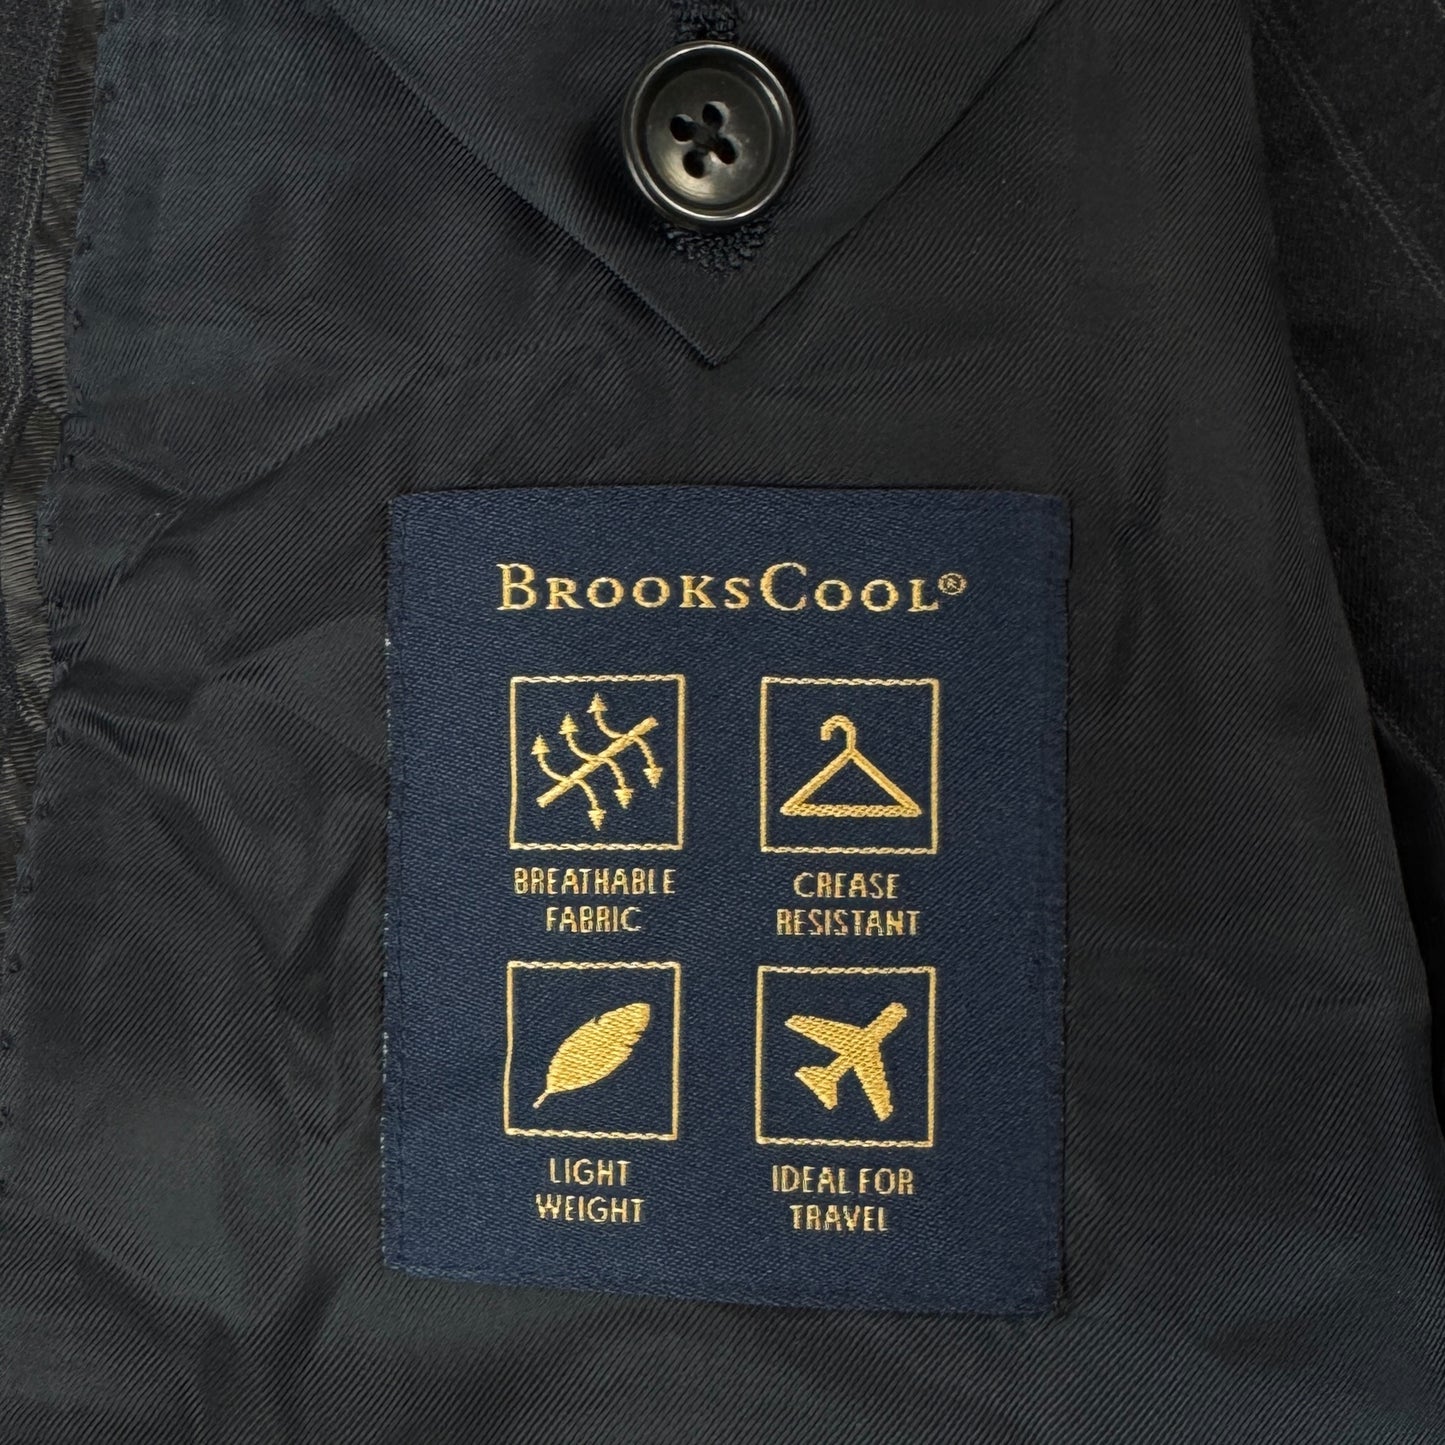 BROOKSCOOL®
BREATHABLE
FABRIC
CREASE
RESISTANT
LIGHT
WEIGHT
IDEAL FOR
TRAVEL